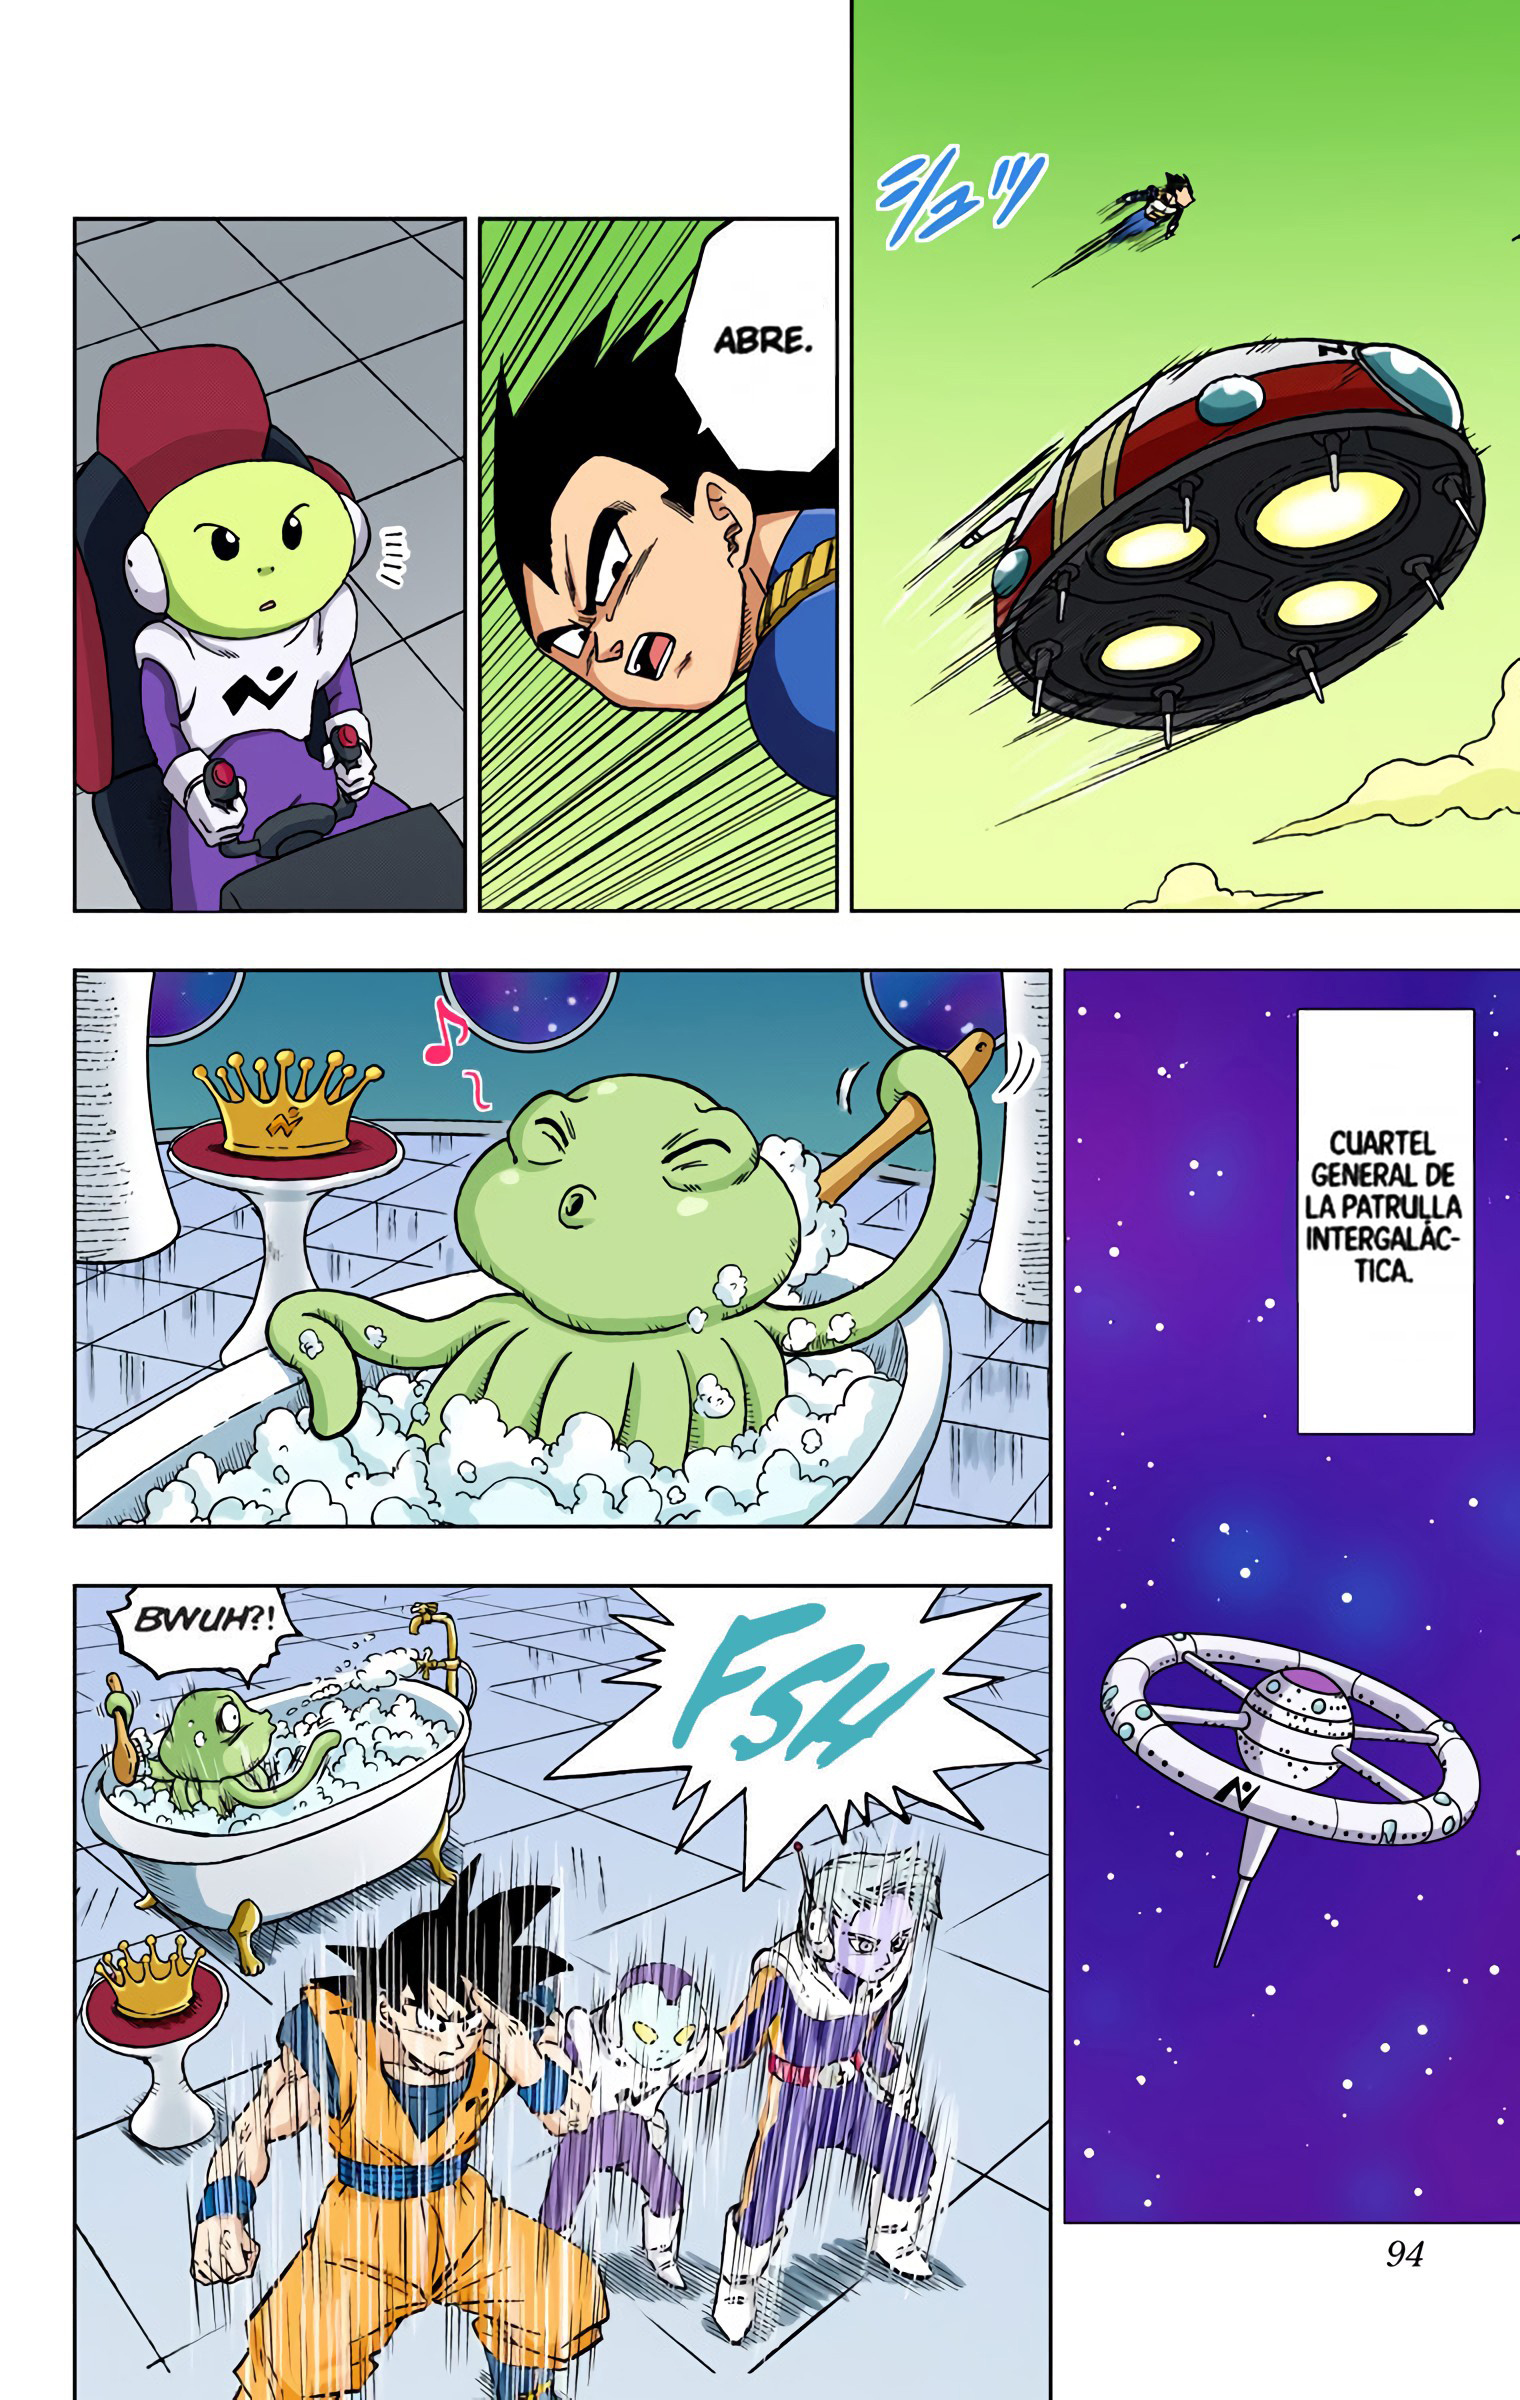 シュッ
ABRE.
CUARTEL
GENERAL DE
LA PATRULLA
INTERGALÁC-
TICA.
FSH
BWUH?!
94